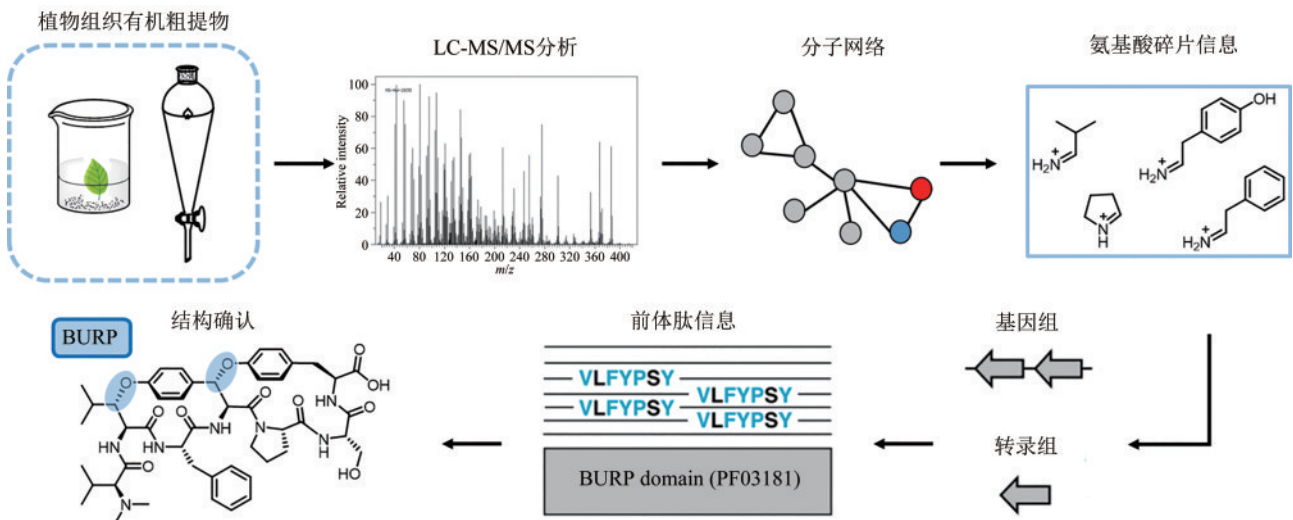 植物组织有机粗提物
LC-MS/MS分析
分子网络
氨基酸碎片信息
Relative intensity
100
80
60
40
20
0
40 80 120 160 200 240 280 320 360 400
m/z
OH
H₂N
+
H₂N
+
N
H
+
H₂N
+
BURP
结构确认
O
O
O
OH
O
O
O
O
NH
O
HN
N
H
HN
N
N
H
O
HO
O
N
前体肽信息
VLFYPSY
VLFYPSY
VLFYPSY
VLFYPSY
BURP domain (PF03181)
基因组
转录组